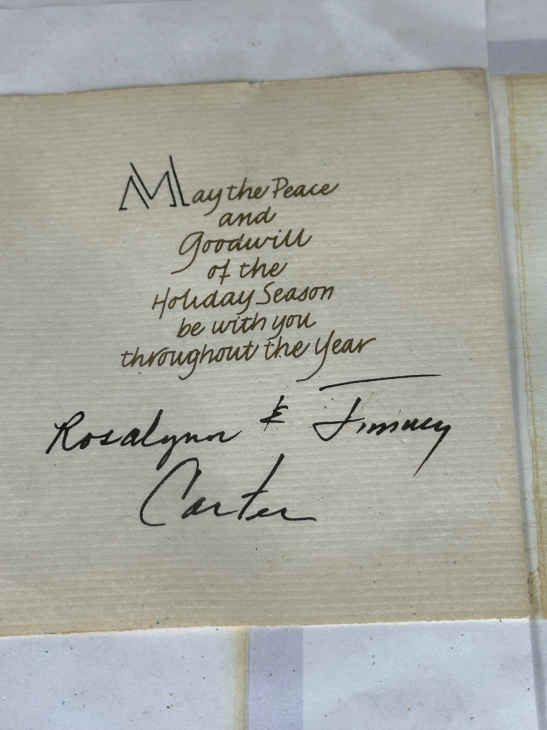 May the Peace
and
Goodwill
of the
Holiday Season
be with you
throughout the Year
Rosalynn & Jimmy
Carter